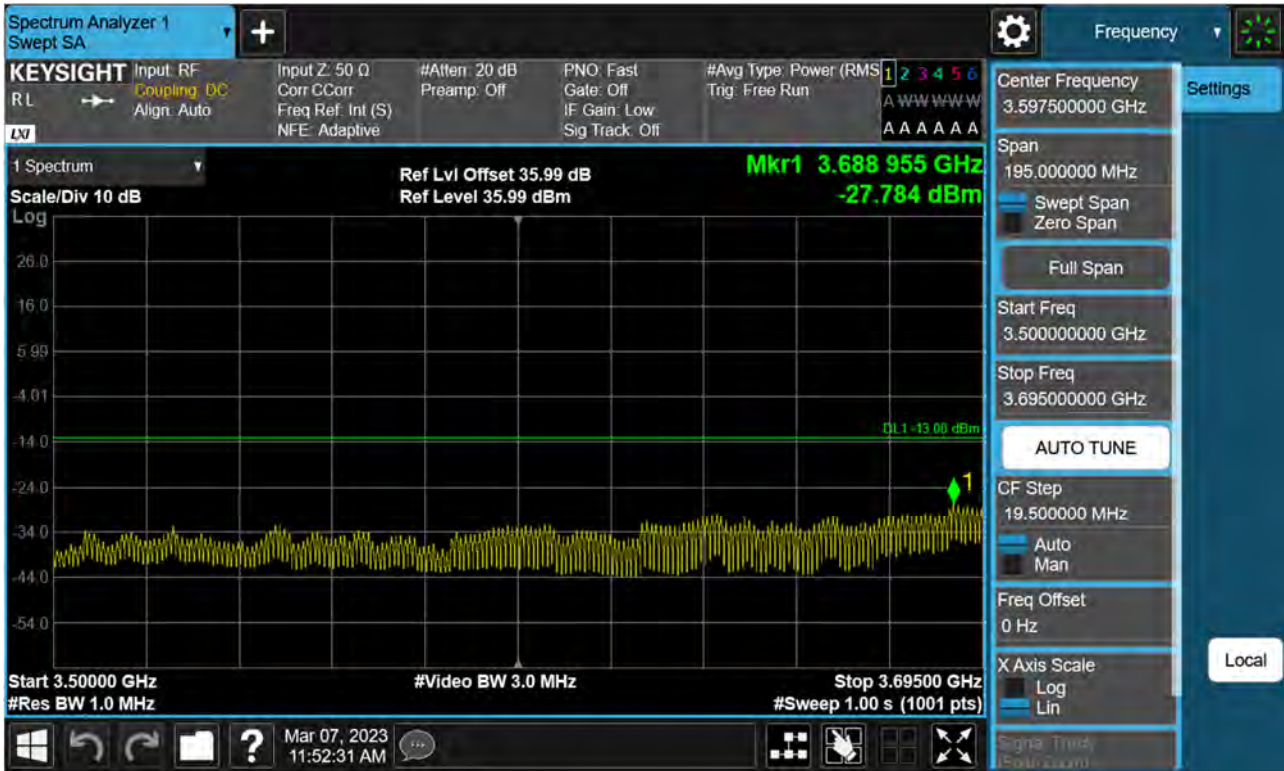 Spectrum Analyzer 1
Swept SA
Frequency
KEYSIGHT
R L
LXI
Input: RF
Coupling: DC
Align: Auto
Input Z: 50 Ω
Corr CCorr
Freq Ref: Int (S)
NFE: Adaptive
#Atten: 20 dB
Preamp: Off
PNO: Fast
Gate: Off
IF Gain: Low
Sig Track: Off
#Avg Type: Power (RMS
Trig: Free Run
1 2 3 4 5 6
A W W W W W
A A A A A A
1 Spectrum
Scale/Div 10 dB
Log
Ref Lvl Offset 35.99 dB
Ref Level 35.99 dBm
Mkr1 3.688 955 GHz
-27.784 dBm
26.0
16.0
5.99
-4.01
-14.0
-24.0
-34.0
-44.0
-54.0
DL1 -13.00 dBm
1
Start 3.50000 GHz
#Res BW 1.0 MHz
#Video BW 3.0 MHz
Stop 3.69500 GHz
#Sweep 1.00 s (1001 pts)
Center Frequency
3.597500000 GHz
Span
195.000000 MHz
Swept Span
Zero Span
Full Span
Start Freq
3.500000000 GHz
Stop Freq
3.695000000 GHz
AUTO TUNE
CF Step
19.500000 MHz
Auto
Man
Freq Offset
0 Hz
X Axis Scale
Log
Lin
Signal Track
(Span Zoom)
Settings
Local
?
Mar 07, 2023
11:52:31 AM